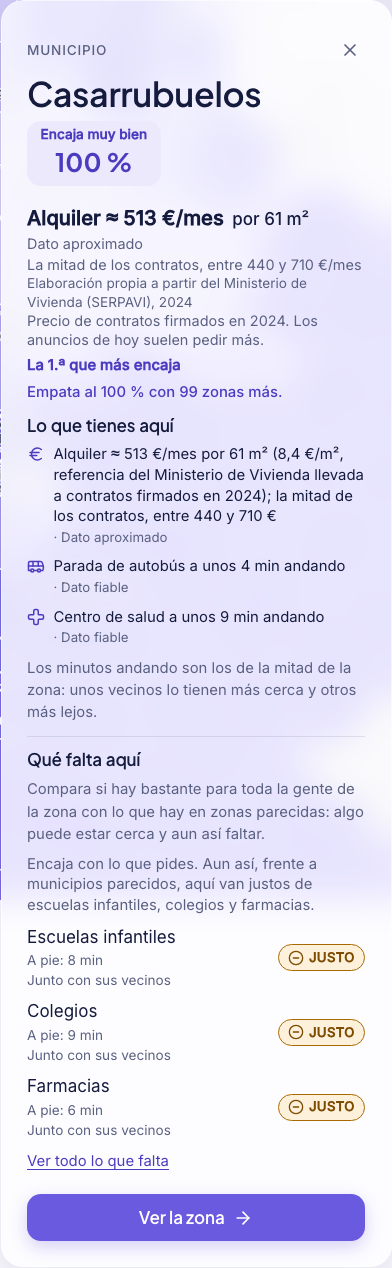 MUNICIPIO
Casarrubuelos
Encaja muy bien
100 %
Alquiler ≈ 513 €/mes por 61 m²
Dato aproximado
La mitad de los contratos, entre 440 y 710 €/mes
Elaboración propia a partir del Ministerio de
Vivienda (SERPAVI), 2024
Precio de contratos firmados en 2024. Los
anuncios de hoy suelen pedir más.
La 1.ª que más encaja
Empata al 100 % con 99 zonas más.
Lo que tienes aquí
Alquiler ≈ 513 €/mes por 61 m² (8,4 €/m²,
referencia del Ministerio de Vivienda llevada
a contratos firmados en 2024); la mitad de
los contratos, entre 440 y 710 €
· Dato aproximado
Parada de autobús a unos 4 min andando
· Dato fiable
Centro de salud a unos 9 min andando
· Dato fiable
Los minutos andando son los de la mitad de la
zona: unos vecinos lo tienen más cerca y otros
más lejos.
Qué falta aquí
Compara si hay bastante para toda la gente de
la zona con lo que hay en zonas parecidas: algo
puede estar cerca y aun así faltar.
Encaja con lo que pides. Aun así, frente a
municipios parecidos, aquí van justos de
escuelas infantiles, colegios y farmacias.
Escuelas infantiles
A pie: 8 min
Junto con sus vecinos
JUSTO
Colegios
A pie: 9 min
Junto con sus vecinos
JUSTO
Farmacias
A pie: 6 min
Junto con sus vecinos
JUSTO
Ver todo lo que falta
Ver la zona →